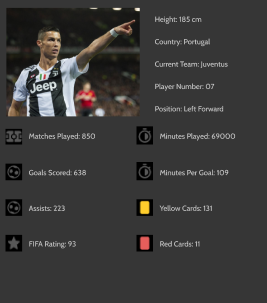 Jeep
Height: 185 cm
Country: Portugal
Current Team: Juventus
Player Number: 07
Position: Left Forward
Matches Played: 850
Minutes Played: 69000
Goals Scored: 638
Minutes Per Goal: 109
Assists: 223
Yellow Cards: 131
FIFA Rating: 93
Red Cards: 11